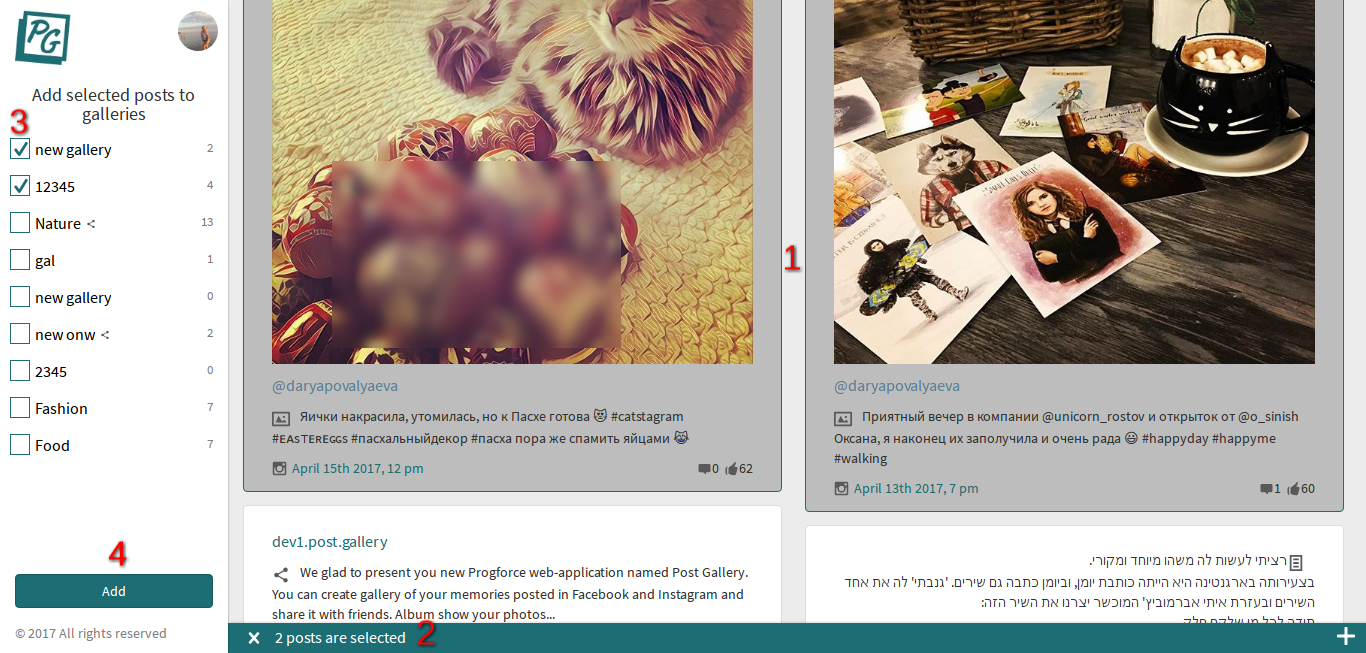 PG
Add selected posts to
galleries
3
new gallery 2
12345 4
Nature 13
gal 1
new gallery 0
new onw 2
2345 0
Fashion 7
Food 7
4
Add
© 2017 All rights reserved
@daryapovalyaeva
Яички накрасила, утомилась, но к Пасхе готова 😻 #catstagram
#ᴇᴀsᴛᴇʀᴇɢɢs #пасхальныйдекор #пасха пора же спамить яйцами 😹
April 15th 2017, 12 pm 0 62
dev1.post.gallery
We glad to present you new Progforce web-application named Post Gallery.
You can create gallery of your memories posted in Facebook and Instagram and
share it with friends. Album show your photos...
1
@daryapovalyaeva
Приятный вечер в компании @unicorn_rostov и открыток от @o_sinish
Оксана, я наконец их заполучила и очень рада 😃 #happyday #happyme
#walking
April 13th 2017, 7 pm 1 60
רציתי לעשות לה משהו מיוחד ומקורי.
בצעירותה בארגנטינה היא הייתה כותבת יומן, וביומן כתבה גם שירים. 'גנבתי' לה את אחד
השירים ובעזרת איתי אברמוביץ' המוכשר יצרנו את השיר הזה:
2 posts are selected
2